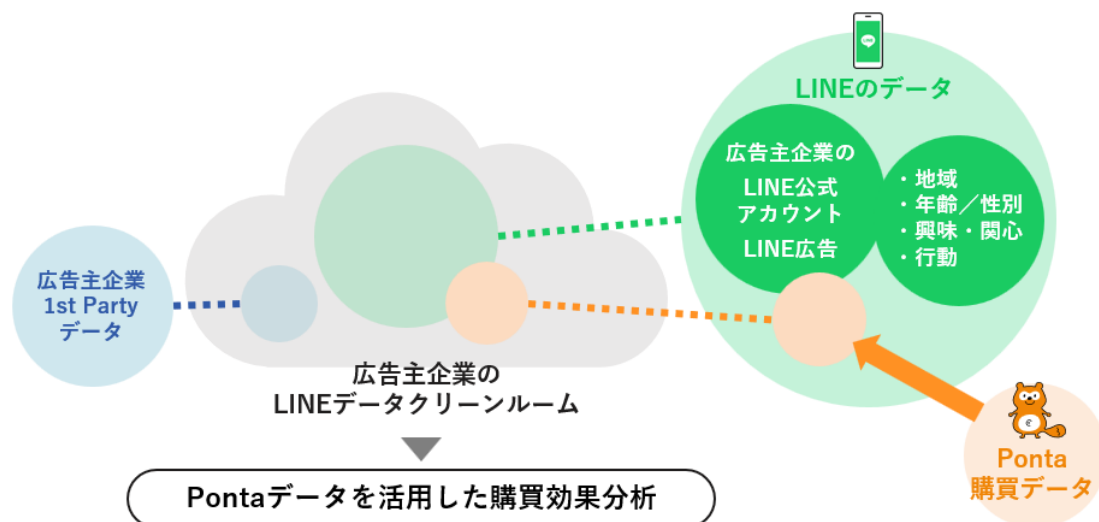 LINE
LINEのデータ
広告主企業の
LINE公式
アカウント
LINE広告
・地域
・年齢／性別
・興味・関心
・行動
広告主企業
1st Party
データ
広告主企業の
LINEデータクリーンルーム
Ponta
購買データ
Pontaデータを活用した購買効果分析